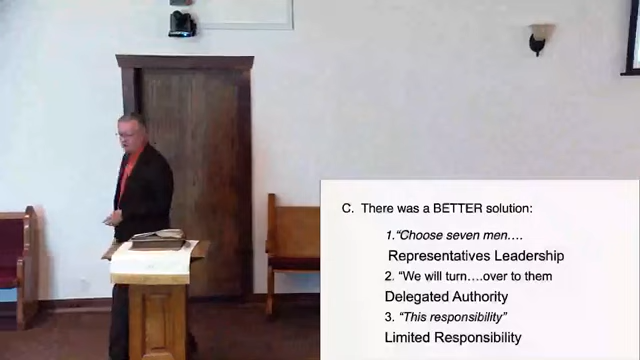 C. There was a BETTER solution:
1."Choose seven men….
Representatives Leadership
2. "We will turn….over to them
Delegated Authority
3. "This responsibility"
Limited Responsibility